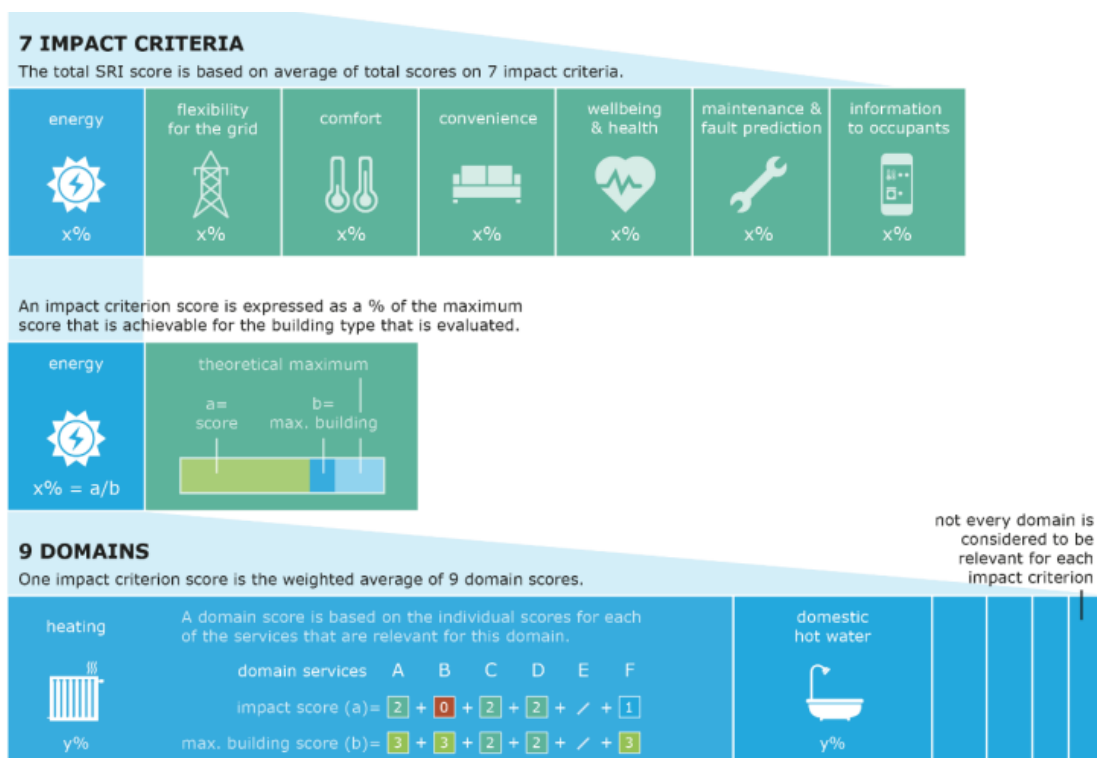 7 IMPACT CRITERIA
The total SRI score is based on average of total scores on 7 impact criteria.
energy
flexibility
for the grid
comfort
convenience
wellbeing
& health
maintenance &
fault prediction
information
to occupants
x%
x%
x%
x%
x%
x%
x%
An impact criterion score is expressed as a % of the maximum
score that is achievable for the building type that is evaluated.
energy
x% = a/b
theoretical maximum
a=
score
b=
max. building
not every domain is
considered to be
relevant for each
impact criterion
9 DOMAINS
One impact criterion score is the weighted average of 9 domain scores.
heating
y%
A domain score is based on the individual scores for each
of the services that are relevant for this domain.
domain services A B C D E F
impact score (a)= 2 + 0 + 2 + 2 + / + 1
max. building score (b)= 3 + 3 + 2 + 2 + / + 3
domestic
hot water
y%